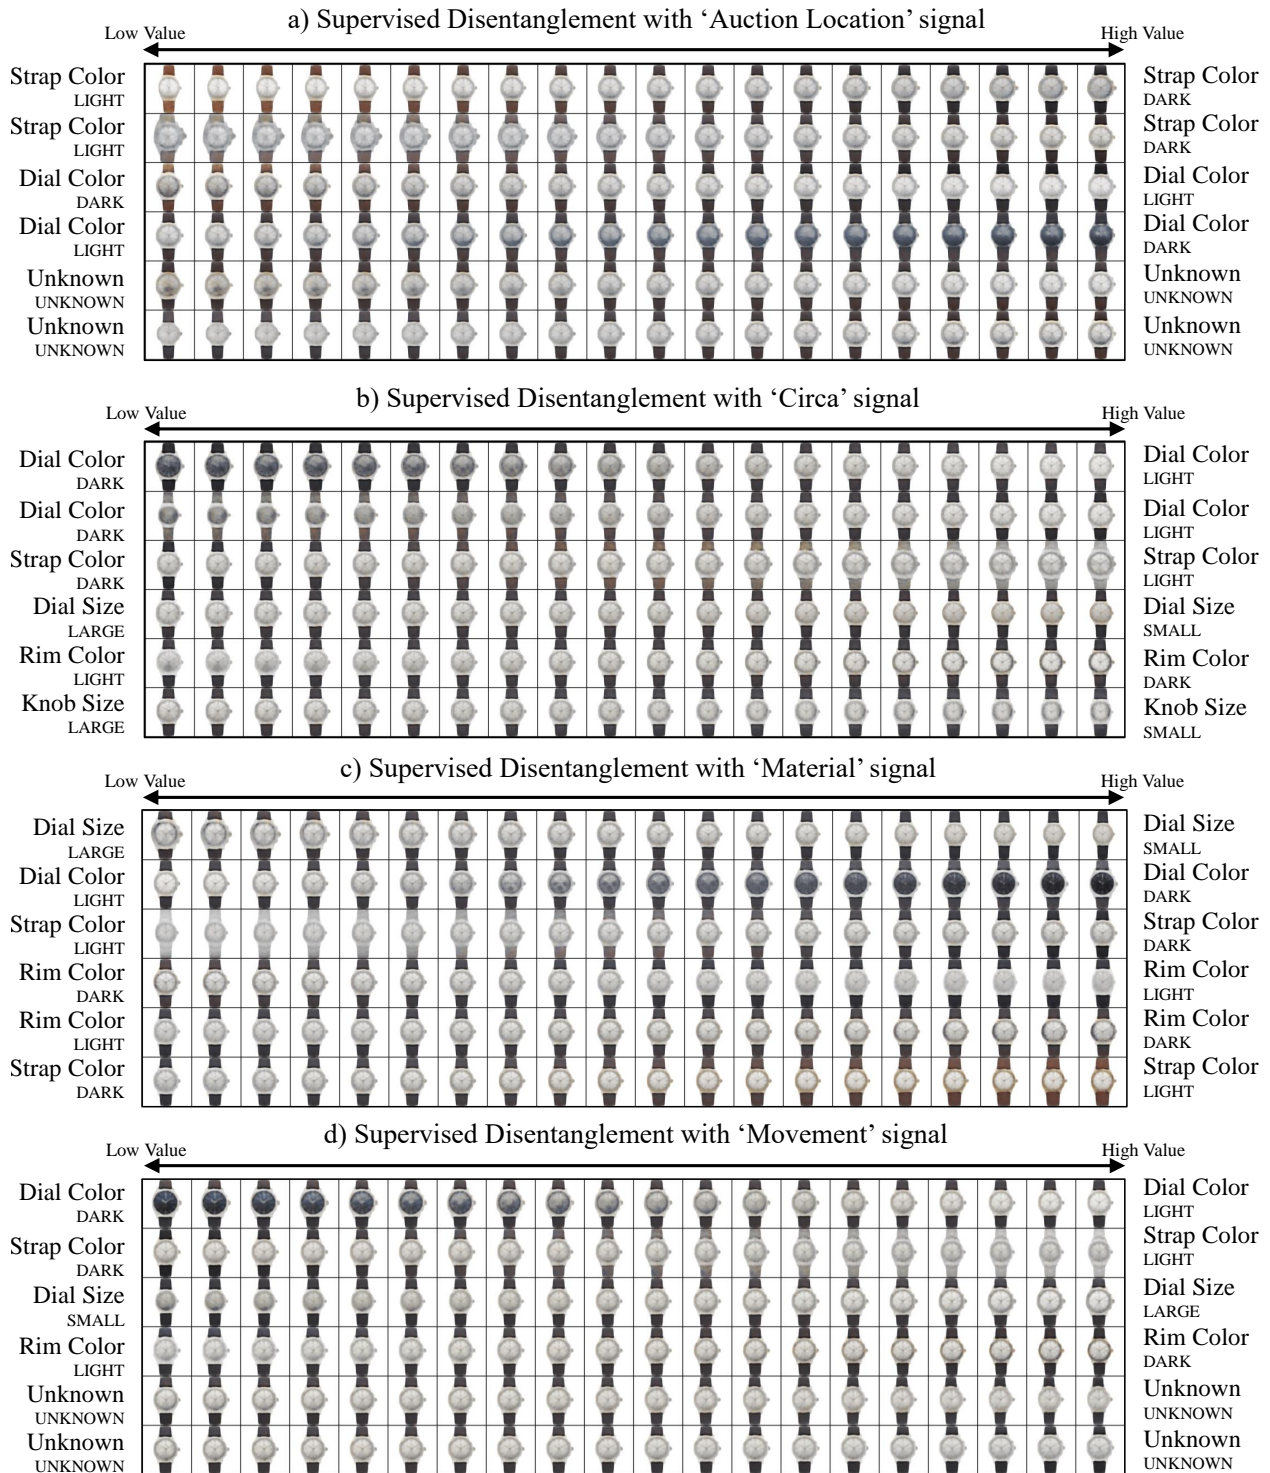 a) Supervised Disentanglement with ‘Auction Location’ signal
Low Value
High Value
Strap Color
LIGHT
Strap Color
DARK
Strap Color
LIGHT
Strap Color
DARK
Dial Color
DARK
Dial Color
LIGHT
Dial Color
LIGHT
Dial Color
DARK
Unknown
UNKNOWN
Unknown
UNKNOWN
Unknown
UNKNOWN
Unknown
UNKNOWN
b) Supervised Disentanglement with ‘Circa’ signal
Low Value
High Value
Dial Color
DARK
Dial Color
LIGHT
Dial Color
DARK
Dial Color
LIGHT
Strap Color
DARK
Strap Color
LIGHT
Dial Size
LARGE
Dial Size
SMALL
Rim Color
LIGHT
Rim Color
DARK
Knob Size
LARGE
Knob Size
SMALL
c) Supervised Disentanglement with ‘Material’ signal
Low Value
High Value
Dial Size
LARGE
Dial Size
SMALL
Dial Color
LIGHT
Dial Color
DARK
Strap Color
LIGHT
Strap Color
DARK
Rim Color
DARK
Rim Color
LIGHT
Rim Color
LIGHT
Rim Color
DARK
Strap Color
DARK
Strap Color
LIGHT
d) Supervised Disentanglement with ‘Movement’ signal
Low Value
High Value
Dial Color
DARK
Dial Color
LIGHT
Strap Color
DARK
Strap Color
LIGHT
Dial Size
SMALL
Dial Size
LARGE
Rim Color
LIGHT
Rim Color
DARK
Unknown
UNKNOWN
Unknown
UNKNOWN
Unknown
UNKNOWN
Unknown
UNKNOWN